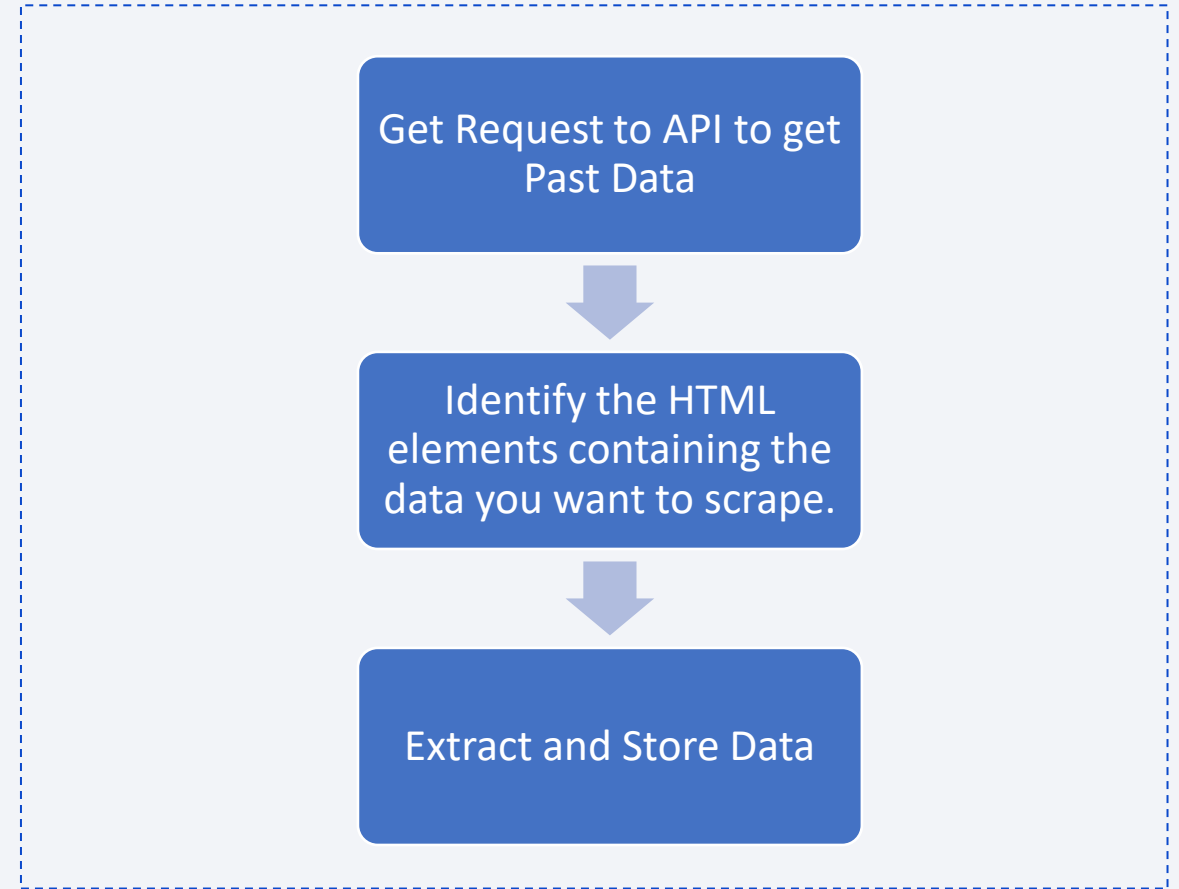 Get Request to API to get
Past Data
Identify the HTML
elements containing the
data you want to scrape.
Extract and Store Data